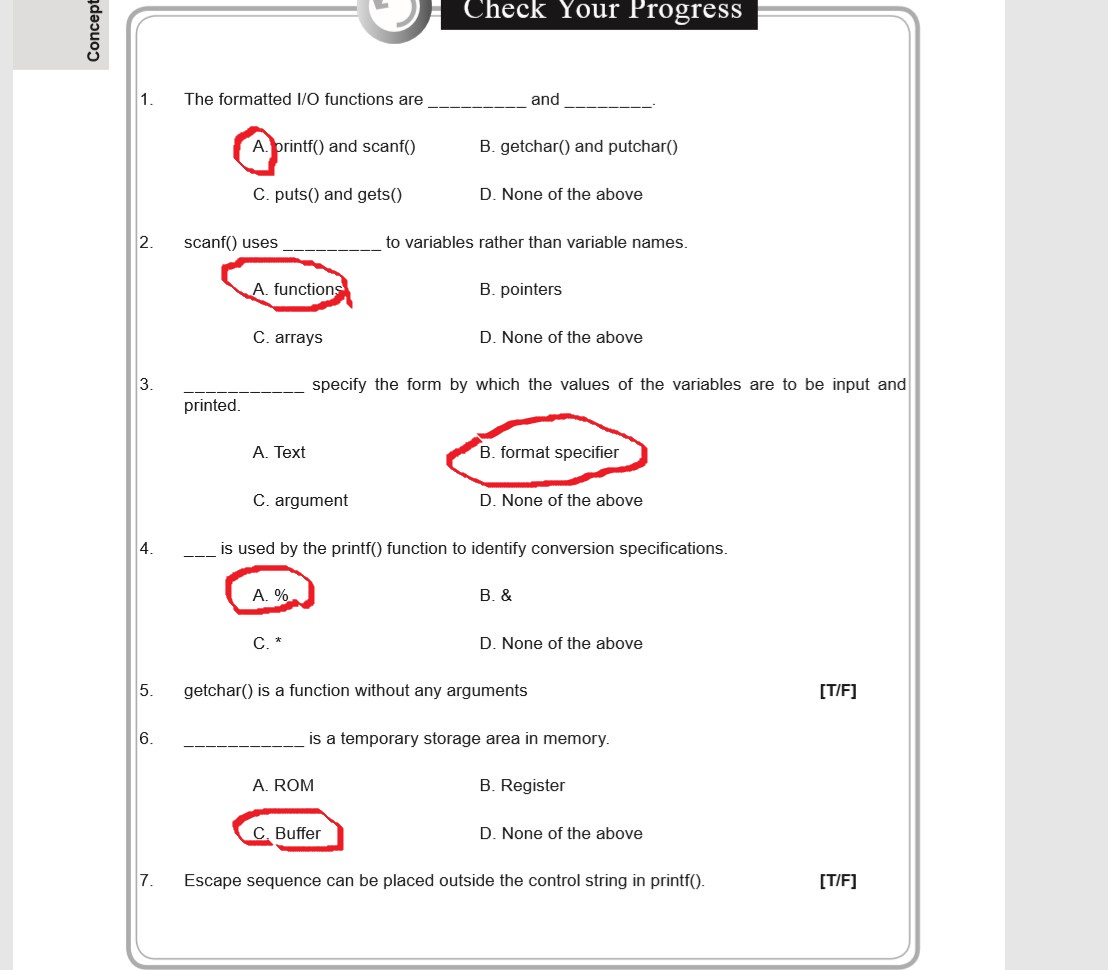 Concept
Check Your Progress
1. The formatted I/O functions are _________ and ________.
A. printf() and scanf() B. getchar() and putchar()
C. puts() and gets() D. None of the above
2. scanf() uses _________ to variables rather than variable names.
A. functions B. pointers
C. arrays D. None of the above
3. ___________ specify the form by which the values of the variables are to be input and
printed.
A. Text B. format specifier
C. argument D. None of the above
4. ___ is used by the printf() function to identify conversion specifications.
A. % B. &
C. * D. None of the above
5. getchar() is a function without any arguments [T/F]
6. ___________ is a temporary storage area in memory.
A. ROM B. Register
C. Buffer D. None of the above
7. Escape sequence can be placed outside the control string in printf(). [T/F]